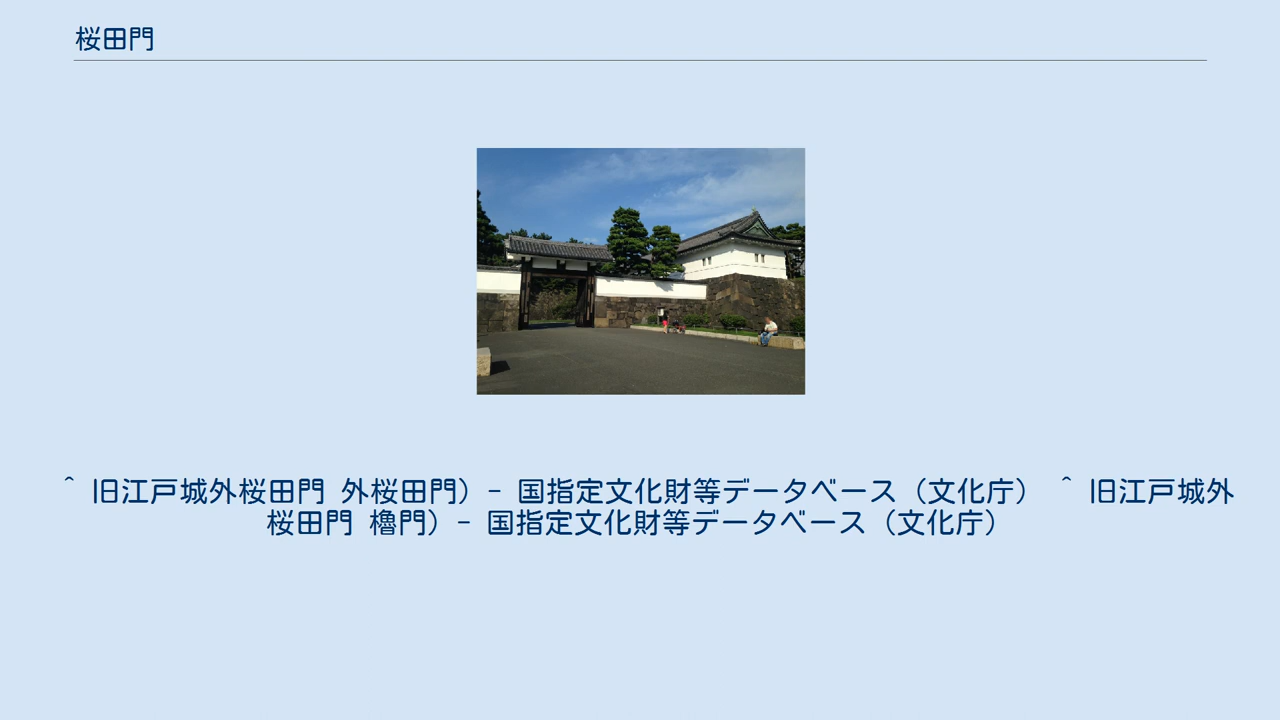 桜田門
^ 旧江戸城外桜田門 外桜田門）- 国指定文化財等データベース（文化庁） ^ 旧江戸城外
桜田門 櫓門）- 国指定文化財等データベース（文化庁）